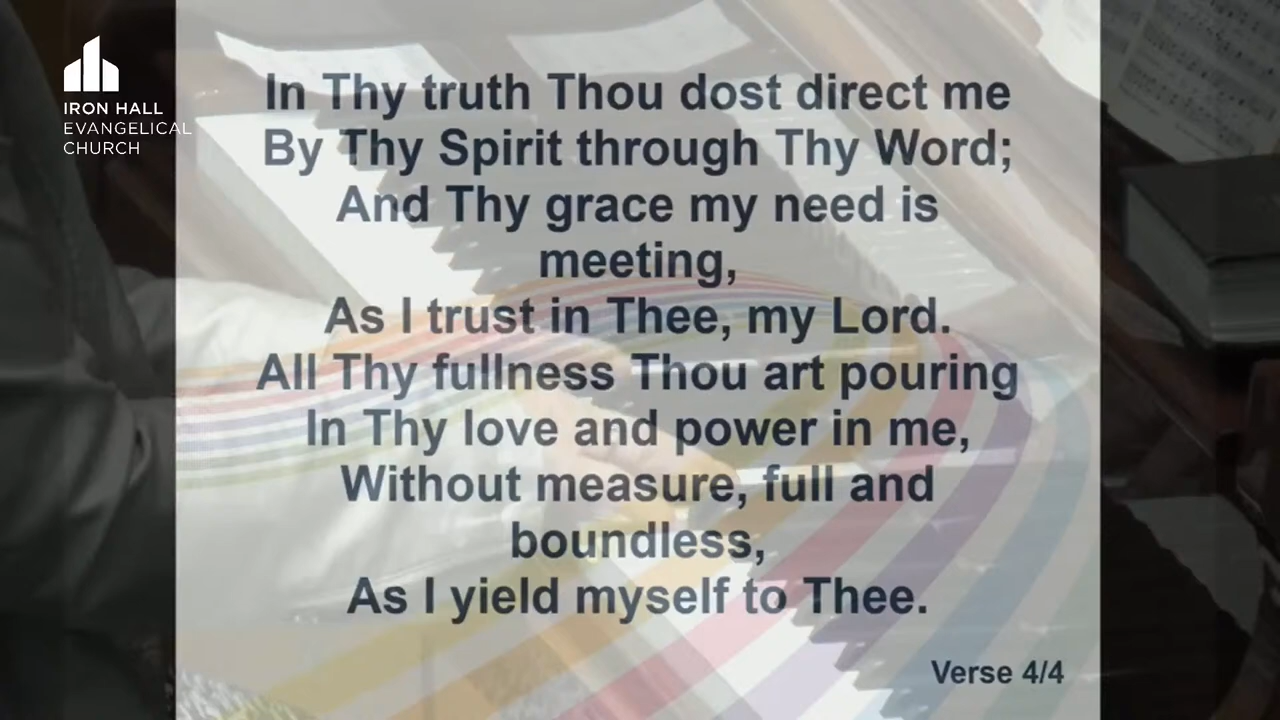 IRON HALL
EVANGELICAL
CHURCH
In Thy truth Thou dost direct me
By Thy Spirit through Thy Word;
And Thy grace my need is
meeting,
As I trust in Thee, my Lord.
All Thy fullness Thou art pouring
In Thy love and power in me,
Without measure, full and
boundless,
As I yield myself to Thee.
Verse 4/4